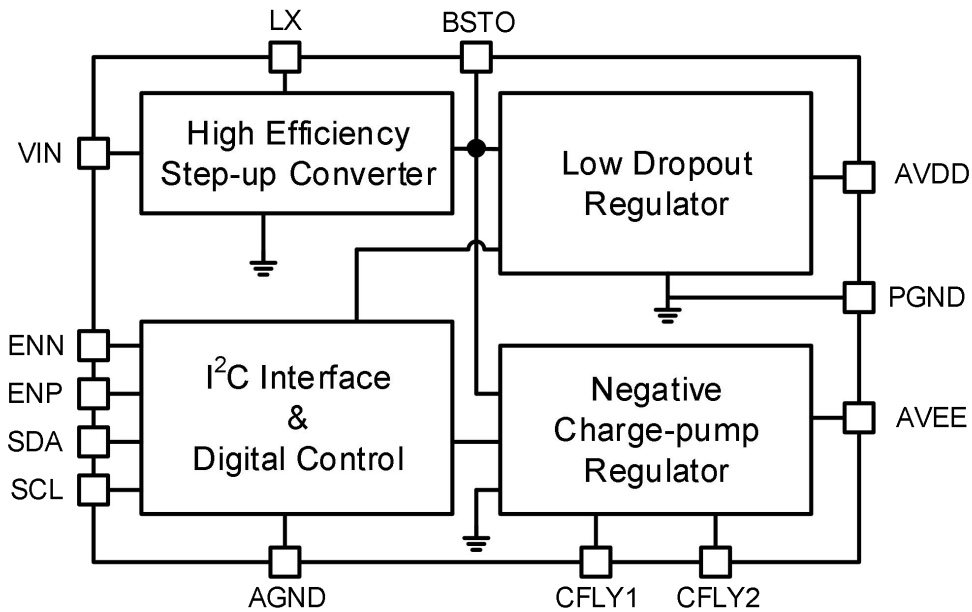 LX
BSTO
VIN
High Efficiency
Step-up Converter
Low Dropout
Regulator
AVDD
PGND
ENN
ENP
SDA
SCL
I²C Interface
&
Digital Control
Negative
Charge-pump
Regulator
AVEE
AGND
CFLY1
CFLY2